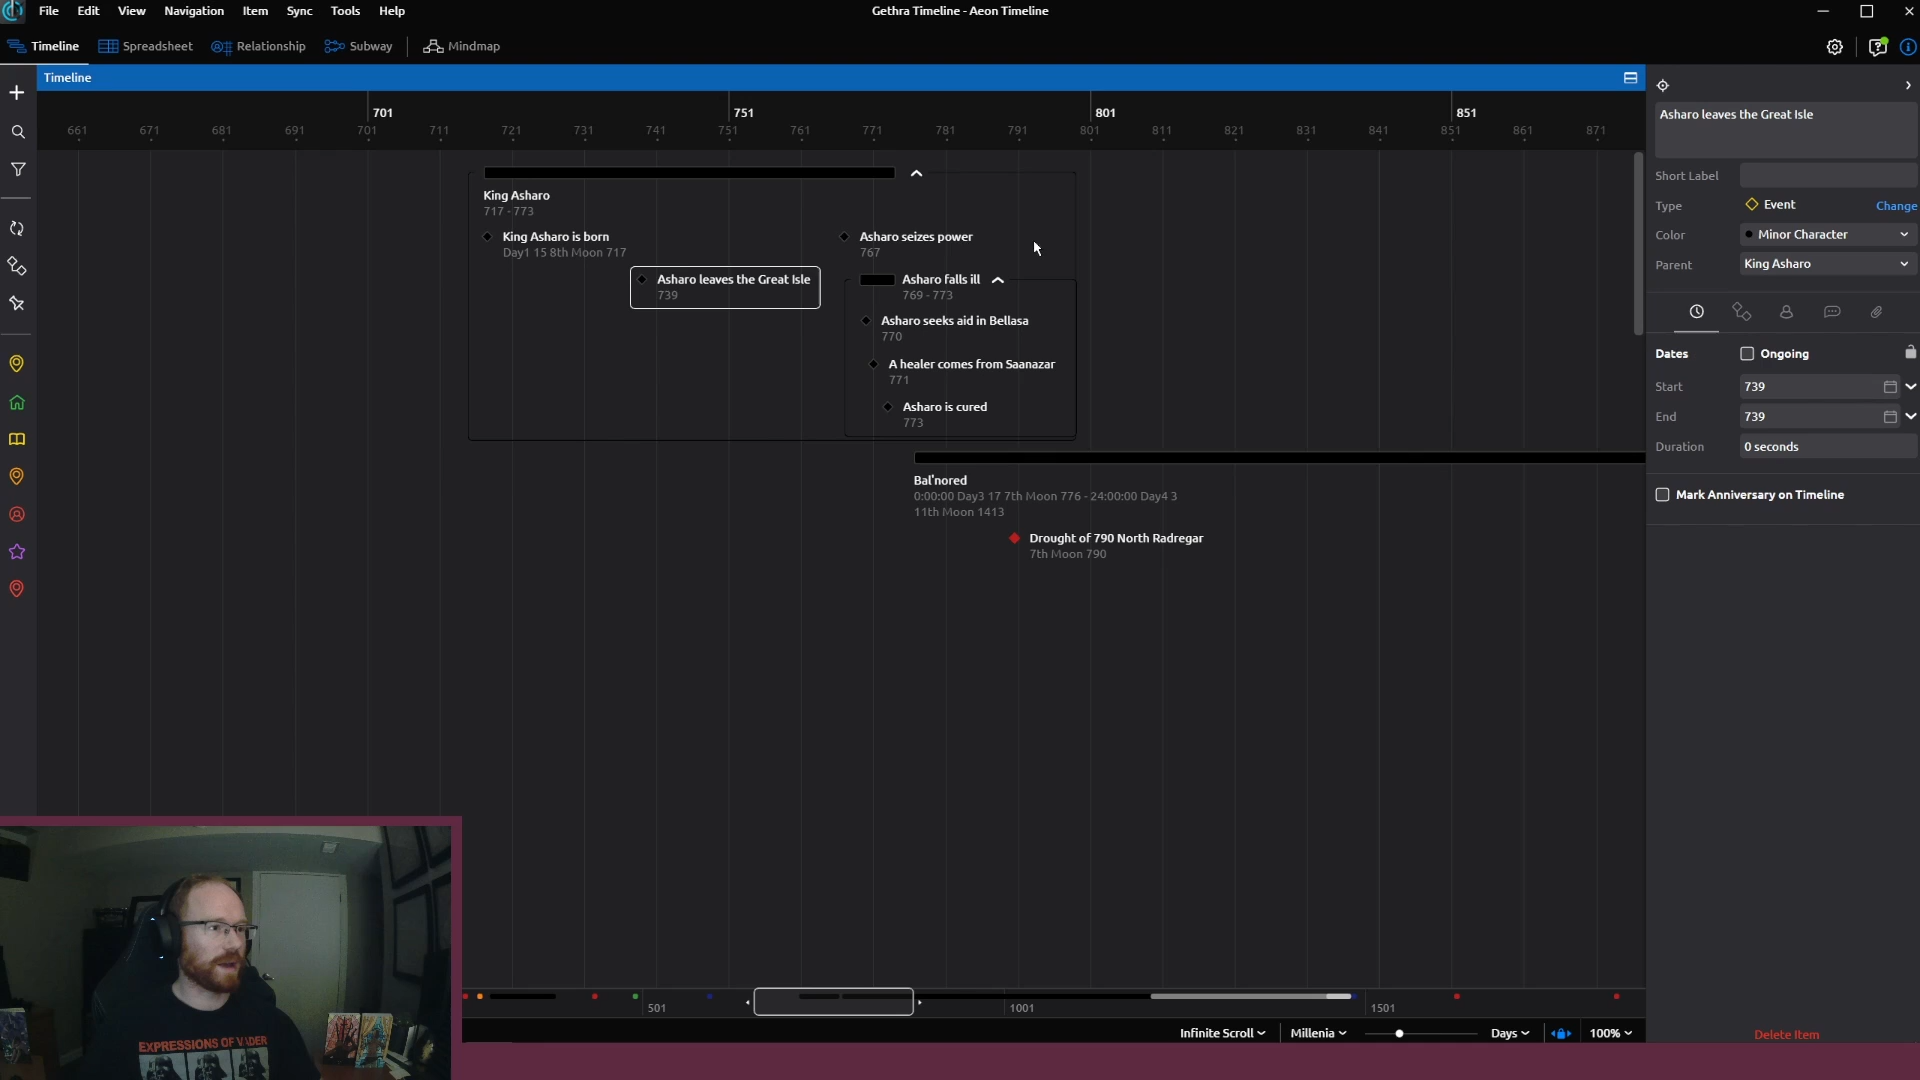 File Edit View Navigation Item Sync Tools Help
Gethra Timeline - Aeon Timeline
Timeline Spreadsheet Relationship Subway Mindmap
Timeline
701 751 801 851
661 671 681 691 701 711 721 731 741 751 761 771 781 791 801 811 821 831 841 851 861 871
King Asharo
717 - 773
King Asharo is born
Day1 15 8th Moon 717
Asharo seizes power
767
Asharo leaves the Great Isle
739
Asharo falls ill
769 - 773
Asharo seeks aid in Bellasa
770
A healer comes from Saanazar
771
Asharo is cured
773
Bal'nored
0:00:00 Day3 17 7th Moon 776 - 24:00:00 Day4 3
11th Moon 1413
Drought of 790 North Radregar
7th Moon 790
Asharo leaves the Great Isle
Short Label
Type Event Change
Color Minor Character
Parent King Asharo
Dates Ongoing
Start 739
End 739
Duration 0 seconds
Mark Anniversary on Timeline
Delete Item
501 1001 1501
Infinite Scroll Millenia Days 100%
EXPRESSIONS OF VADER